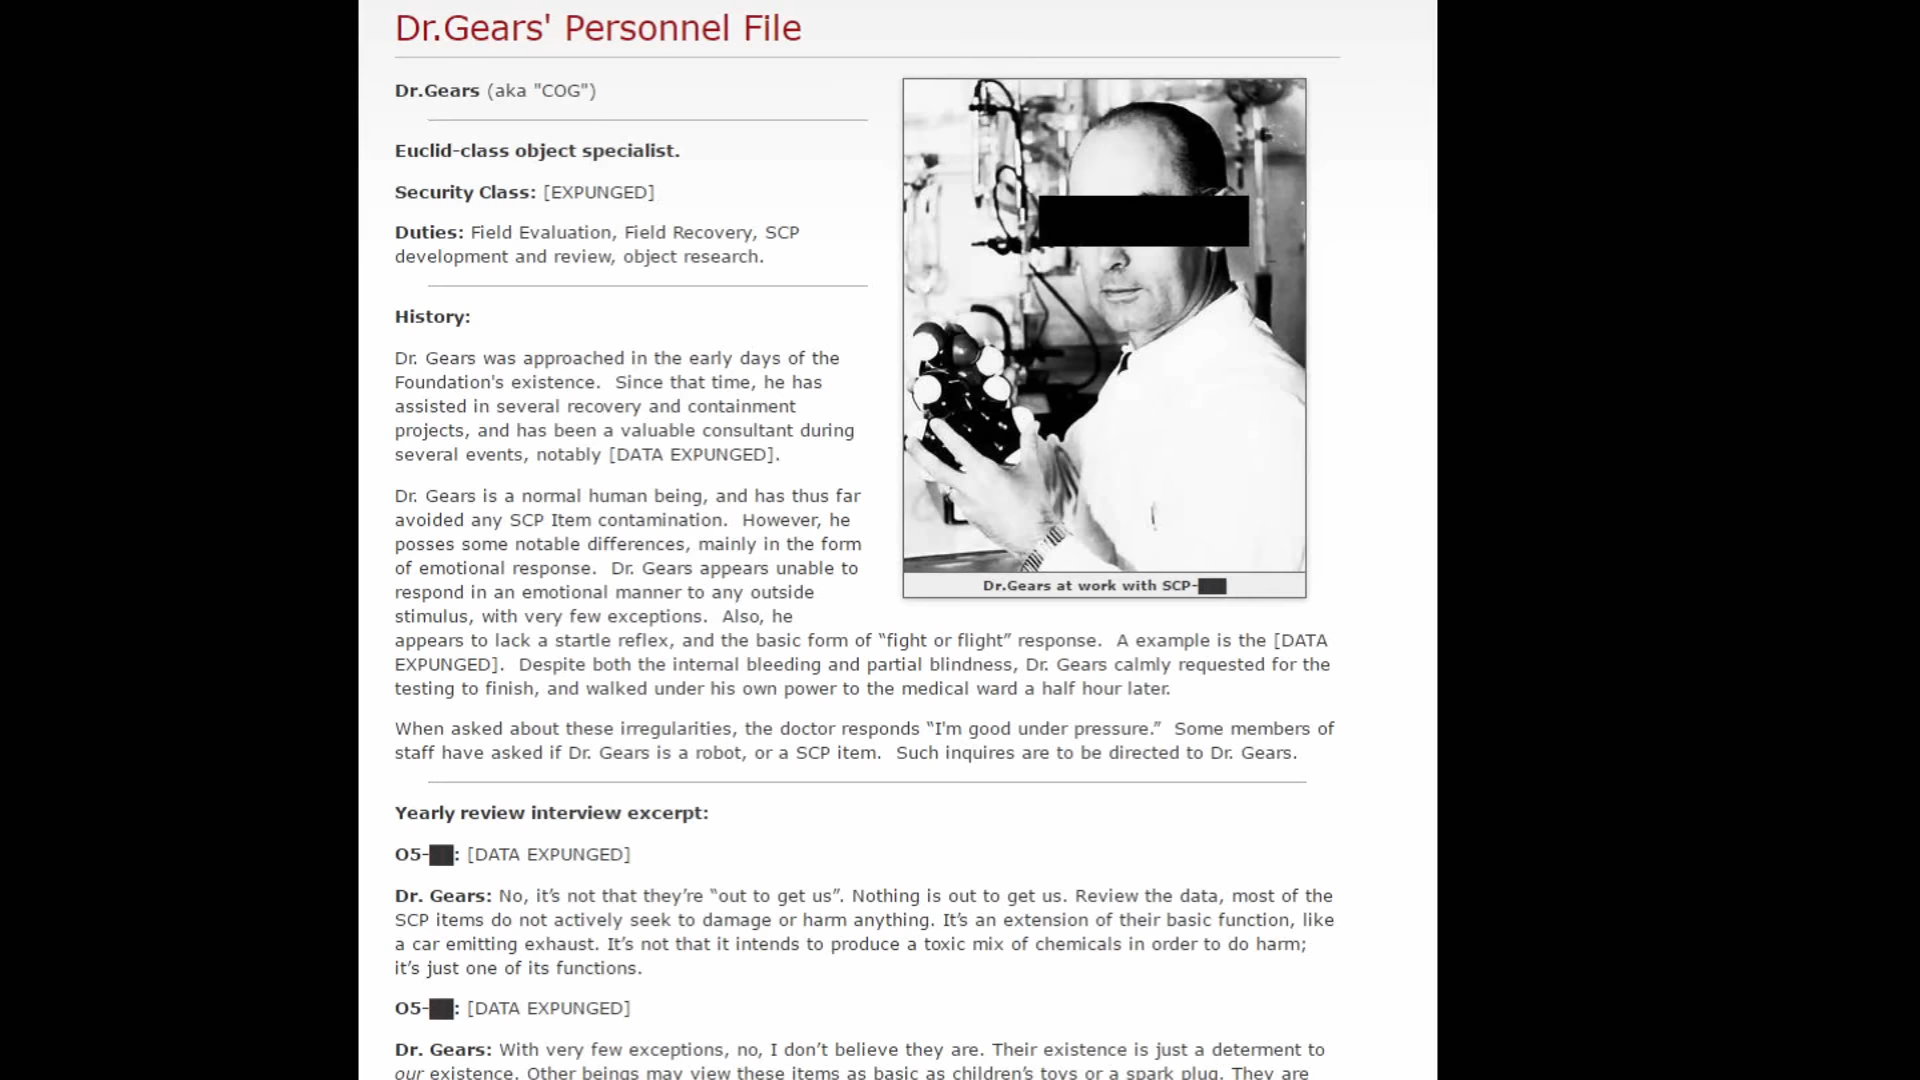 Dr.Gears' Personnel File
Dr.Gears (aka "COG")
Euclid-class object specialist.
Security Class: [EXPUNGED]
Duties: Field Evaluation, Field Recovery, SCP
development and review, object research.
History:
Dr. Gears was approached in the early days of the
Foundation's existence.  Since that time, he has
assisted in several recovery and containment
projects, and has been a valuable consultant during
several events, notably [DATA EXPUNGED].
Dr. Gears is a normal human being, and has thus far
avoided any SCP Item contamination.  However, he
posses some notable differences, mainly in the form
of emotional response.  Dr. Gears appears unable to
respond in an emotional manner to any outside
stimulus, with very few exceptions.  Also, he
Dr.Gears at work with SCP-███
appears to lack a startle reflex, and the basic form of “fight or flight” response.  A example is the [DATA
EXPUNGED].  Despite both the internal bleeding and partial blindness, Dr. Gears calmly requested for the
testing to finish, and walked under his own power to the medical ward a half hour later.
When asked about these irregularities, the doctor responds “I'm good under pressure.”  Some members of
staff have asked if Dr. Gears is a robot, or a SCP item.  Such inquires are to be directed to Dr. Gears.
Yearly review interview excerpt:
O5-██: [DATA EXPUNGED]
Dr. Gears: No, it’s not that they’re “out to get us”. Nothing is out to get us. Review the data, most of the
SCP items do not actively seek to damage or harm anything. It’s an extension of their basic function, like
a car emitting exhaust. It’s not that it intends to produce a toxic mix of chemicals in order to do harm;
it’s just one of its functions.
O5-██: [DATA EXPUNGED]
Dr. Gears: With very few exceptions, no, I don’t believe they are. Their existence is just a determent to
our existence. Other beings may view these items as basic as children’s toys or a spark plug. They are